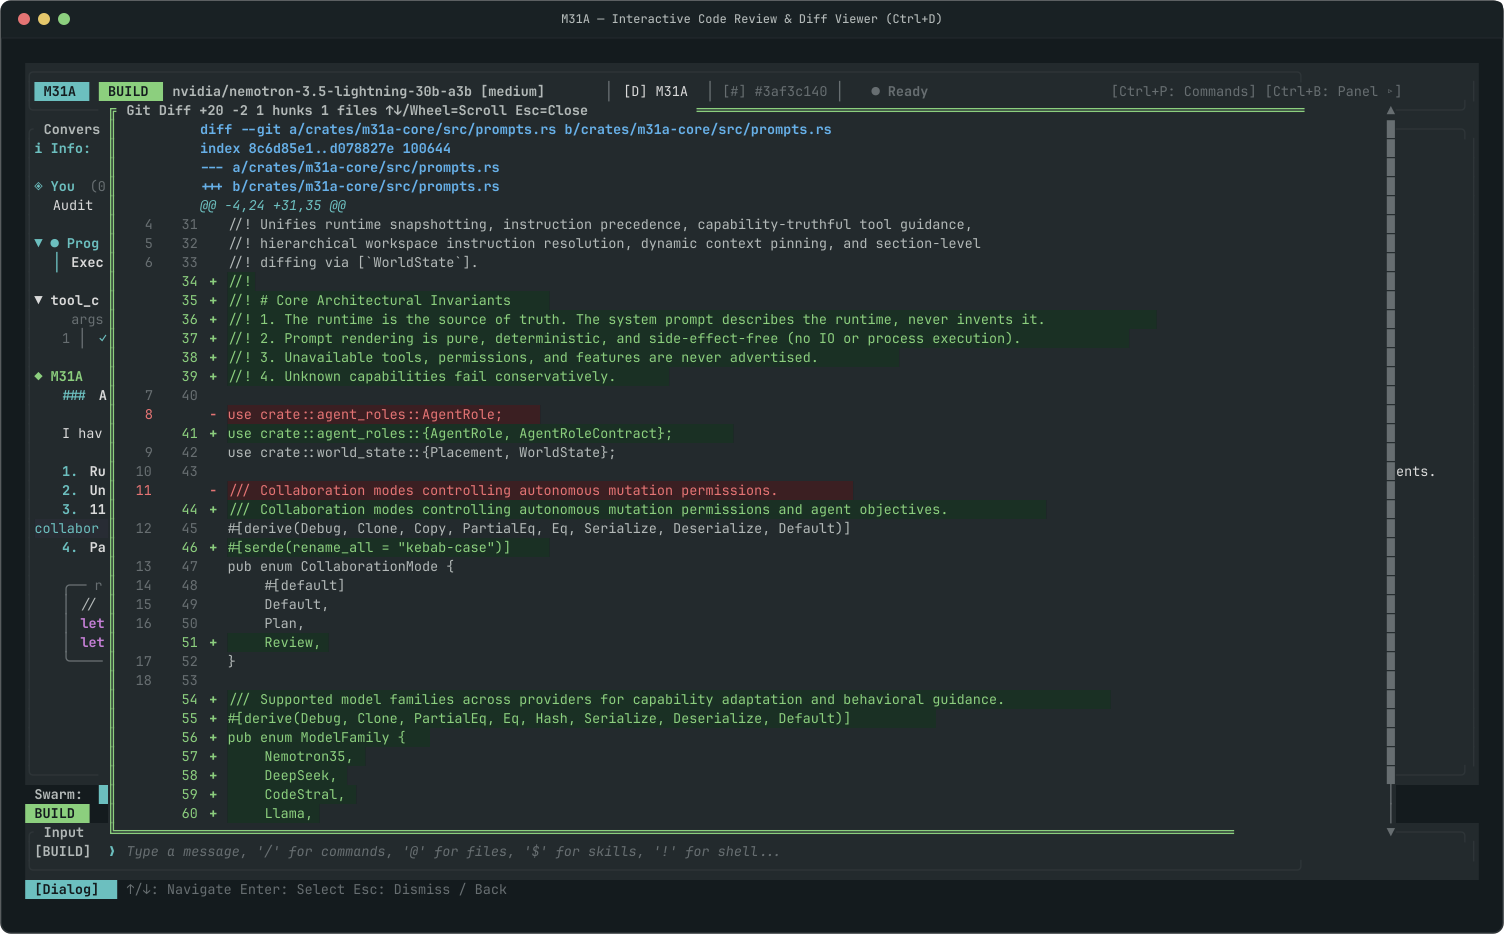 M31A — Interactive Code Review & Diff Viewer (Ctrl+D)
M31A BUILD nvidia/nemotron-3.5-lightning-30b-a3b [medium] │ [D] M31A │ [#] #3af3c140 │ ● Ready [Ctrl+P: Commands] [Ctrl+B: Panel ▹]
Git Diff +20 -2 1 hunks 1 files ↑↓/Wheel=Scroll Esc=Close
Convers
i Info:
◈ You (0
Audit
▼ ● Prog
│ Exec
▼ tool_c
args
1 │ ✓
◆ M31A
### A
I hav
1. Ru
2. Un
3. 11
collabor
4. Pa
//
let
let
ents.
diff --git a/crates/m31a-core/src/prompts.rs b/crates/m31a-core/src/prompts.rs
index 8c6d85e1..d078827e 100644
--- a/crates/m31a-core/src/prompts.rs
+++ b/crates/m31a-core/src/prompts.rs
@@ -4,24 +31,35 @@
4 31 //! Unifies runtime snapshotting, instruction precedence, capability-truthful tool guidance,
5 32 //! hierarchical workspace instruction resolution, dynamic context pinning, and section-level
6 33 //! diffing via [`WorldState`].
34 + //!
35 + //! # Core Architectural Invariants
36 + //! 1. The runtime is the source of truth. The system prompt describes the runtime, never invents it.
37 + //! 2. Prompt rendering is pure, deterministic, and side-effect-free (no IO or process execution).
38 + //! 3. Unavailable tools, permissions, and features are never advertised.
39 + //! 4. Unknown capabilities fail conservatively.
7 40
8 - use crate::agent_roles::AgentRole;
41 + use crate::agent_roles::{AgentRole, AgentRoleContract};
9 42 use crate::world_state::{Placement, WorldState};
10 43
11 - /// Collaboration modes controlling autonomous mutation permissions.
44 + /// Collaboration modes controlling autonomous mutation permissions and agent objectives.
12 45 #[derive(Debug, Clone, Copy, PartialEq, Eq, Serialize, Deserialize, Default)]
46 + #[serde(rename_all = "kebab-case")]
13 47 pub enum CollaborationMode {
14 48 #[default]
15 49 Default,
16 50 Plan,
51 + Review,
17 52 }
18 53
54 + /// Supported model families across providers for capability adaptation and behavioral guidance.
55 + #[derive(Debug, Clone, PartialEq, Eq, Hash, Serialize, Deserialize, Default)]
56 + pub enum ModelFamily {
57 + Nemotron35,
58 + DeepSeek,
59 + CodeStral,
60 + Llama,
Swarm:
BUILD
Input
[BUILD] ❯ Type a message, '/' for commands, '@' for files, '$' for skills, '!' for shell...
[Dialog] ↑/↓: Navigate Enter: Select Esc: Dismiss / Back